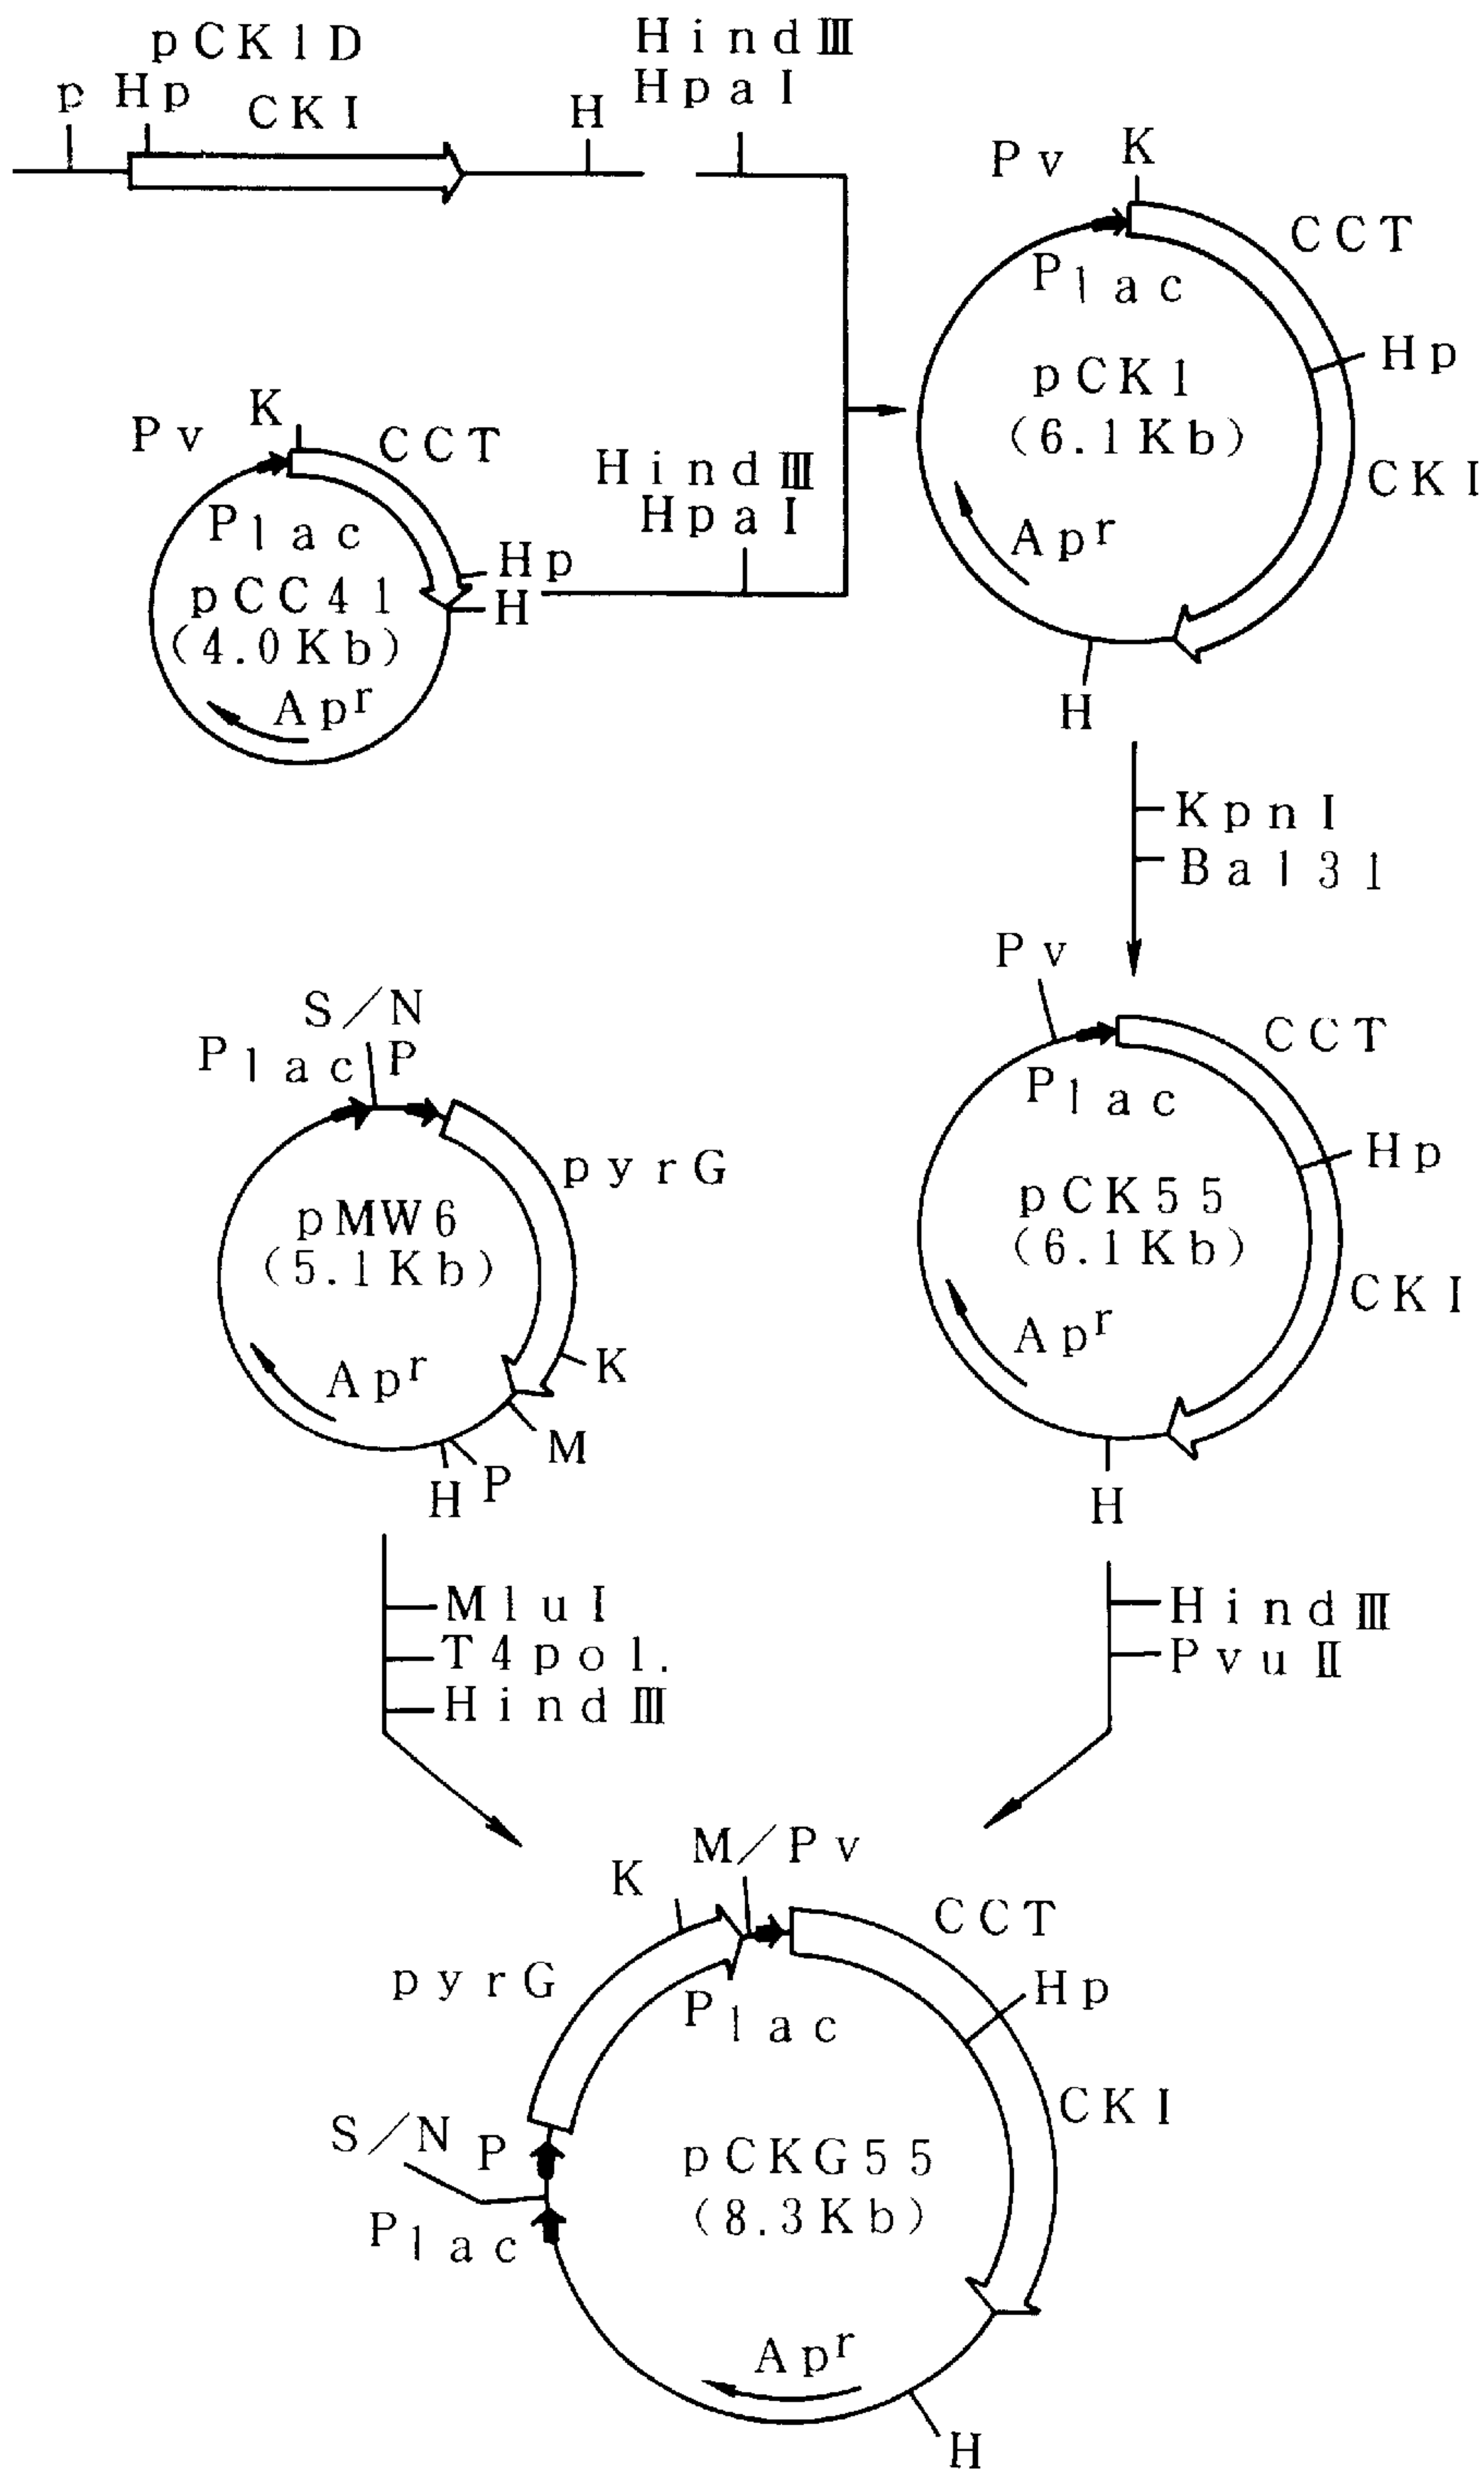 pCK1D
p Hp CKI H
HindⅢ
HpaI
Pv K
CCT
Plac
Hp
pCK1
(6.1Kb)
CKI
Apr
H
Pv K
CCT
Plac
Hp
H
pCC41
(4.0Kb)
Apr
HindⅢ
HpaI
KpnI
Bal31
Pv
CCT
Plac
Hp
pCK55
(6.1Kb)
CKI
Apr
H
S/N
Plac P
pyrG
pMW6
(5.1Kb)
K
Apr
M
H P
MluI
T4pol.
HindⅢ
HindⅢ
PvuⅡ
M/Pv
K
CCT
Hp
pyrG
Plac
CKI
S/N P
pCKG55
(8.3Kb)
Plac
Apr
H